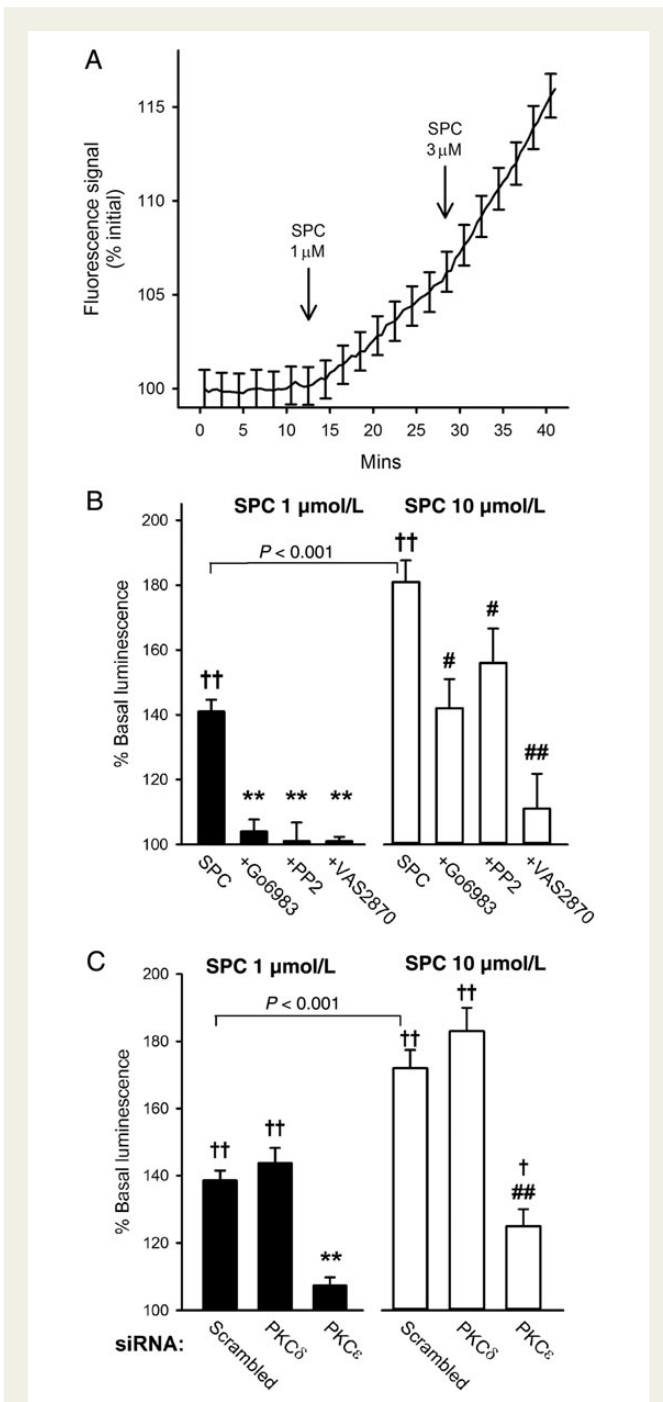 A
Fluorescence signal
(% initial)
115
110
105
100
SPC
1 μM
SPC
3 μM
0 5 10 15 20 25 30 35 40
Mins
B
SPC 1 μmol/L SPC 10 μmol/L
% Basal luminescence
200
180
160
140
120
100
P < 0.001
†† ** ** ** †† # # ##
SPC +Go6983 +PP2 +VAS2870 SPC +Go6983 +PP2 +VAS2870
C
SPC 1 μmol/L SPC 10 μmol/L
% Basal luminescence
200
180
160
140
120
100
P < 0.001
†† †† ** †† †† †
##
siRNA: Scrambled PKCδ PKCε Scrambled PKCδ PKCε